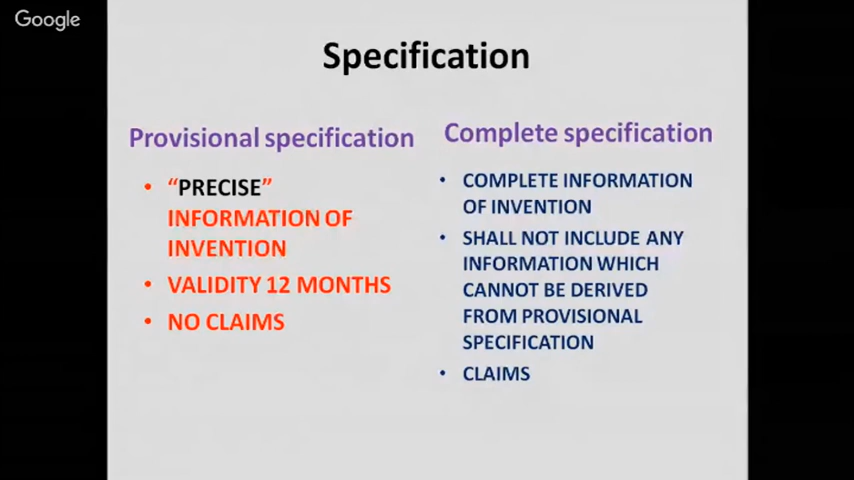 Google
Specification
Provisional specification
• “PRECISE”
INFORMATION OF
INVENTION
• VALIDITY 12 MONTHS
• NO CLAIMS
Complete specification
• COMPLETE INFORMATION
OF INVENTION
• SHALL NOT INCLUDE ANY
INFORMATION WHICH
CANNOT BE DERIVED
FROM PROVISIONAL
SPECIFICATION
• CLAIMS